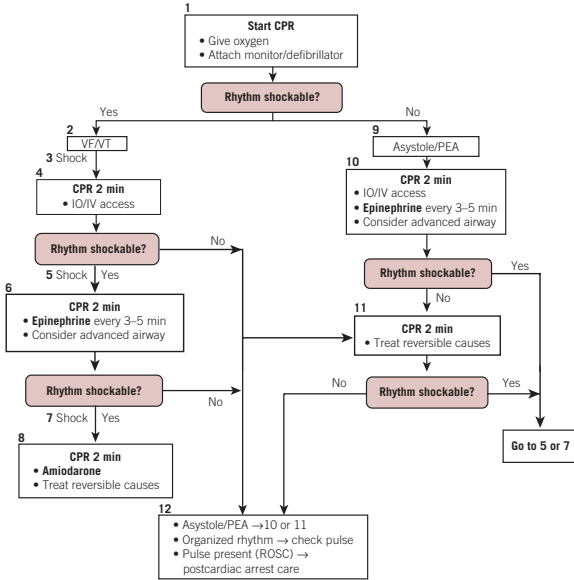 1
Start CPR
• Give oxygen
• Attach monitor/defibrillator
Rhythm shockable?
Yes
No
2
VF/VT
3 Shock
4
CPR 2 min
• IO/IV access
Rhythm shockable?
No
5 Shock
Yes
6
CPR 2 min
• Epinephrine every 3–5 min
• Consider advanced airway
Rhythm shockable?
No
7 Shock
Yes
8
CPR 2 min
• Amiodarone
• Treat reversible causes
9
Asystole/PEA
10
CPR 2 min
• IO/IV access
• Epinephrine every 3–5 min
• Consider advanced airway
Rhythm shockable?
Yes
No
11
CPR 2 min
• Treat reversible causes
No
Rhythm shockable?
Yes
Go to 5 or 7
12
• Asystole/PEA →10 or 11
• Organized rhythm → check pulse
• Pulse present (ROSC) →
postcardiac arrest care